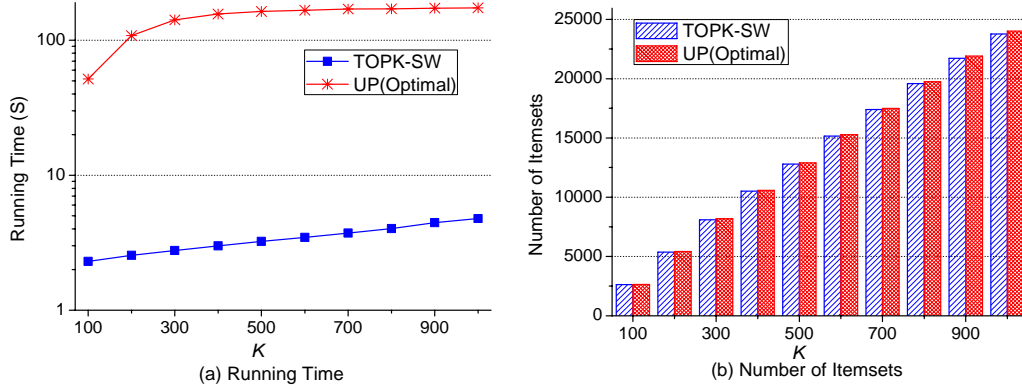 100
10
1
Running Time (S)
TOPK-SW
UP(Optimal)
100 300 500 700 900
K
(a) Running Time
25000
20000
15000
10000
5000
0
Number of Itemsets
TOPK-SW
UP(Optimal)
100 300 500 700 900
K
(b) Number of Itemsets